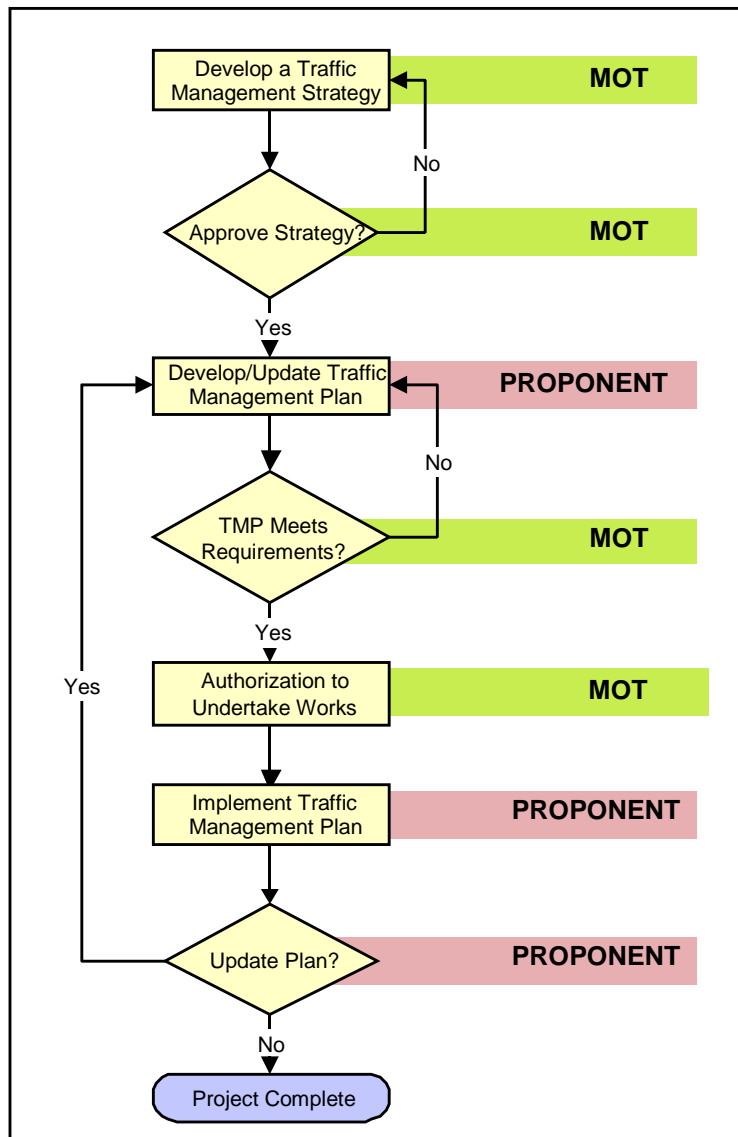 Develop a Traffic
Management Strategy
MOT
No
Approve Strategy?
MOT
Yes
Develop/Update Traffic
Management Plan
PROPONENT
No
TMP Meets
Requirements?
MOT
Yes
Yes
Authorization to
Undertake Works
MOT
Implement Traffic
Management Plan
PROPONENT
Update Plan?
PROPONENT
No
Project Complete